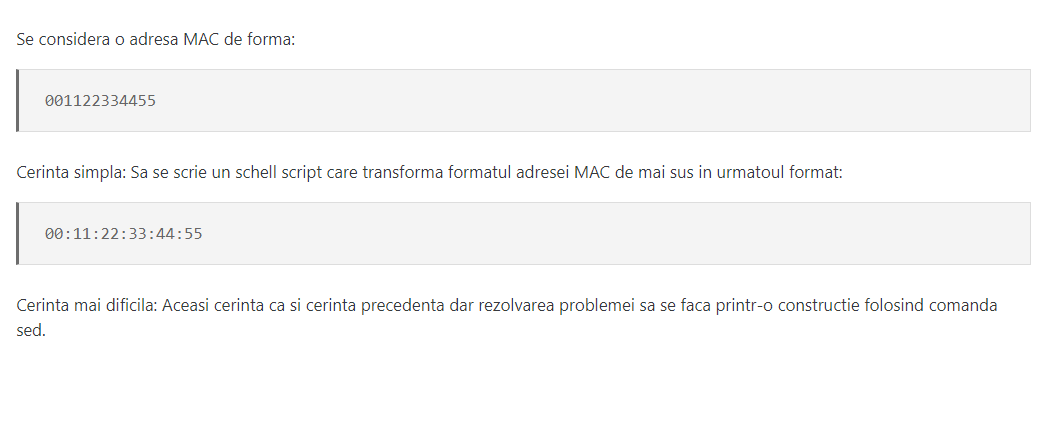 Se considera o adresa MAC de forma:
001122334455
Cerinta simpla: Sa se scrie un schell script care transforma formatul adresei MAC de mai sus in urmatoul format:
00:11:22:33:44:55
Cerinta mai dificila: Aceasi cerinta ca si cerinta precedenta dar rezolvarea problemei sa se faca printr-o constructie folosind comanda
sed.